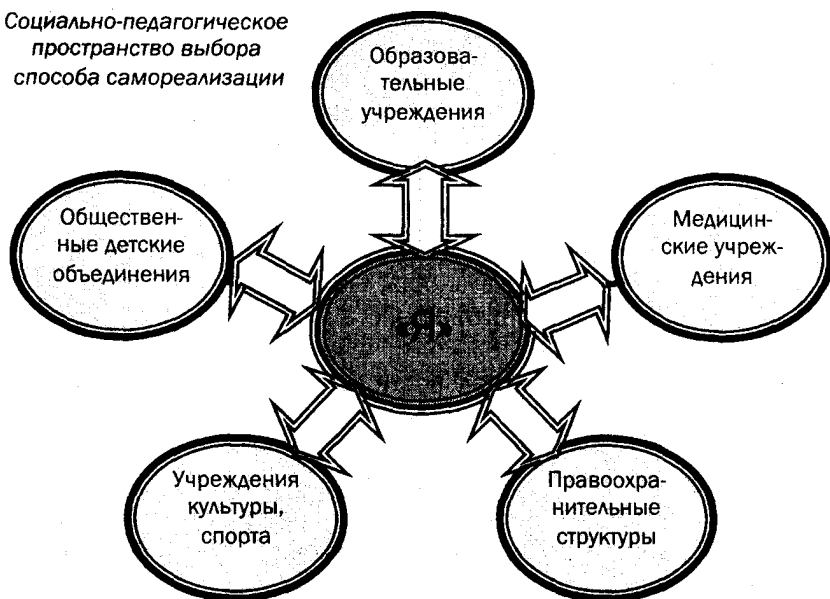 Социально-педагогическое
пространство выбора
способа самореализации
Образова-
тельные
учреждения
Обществен-
ные детские
объединения
Медицин-
ские учреж-
дения
«Я»
Учреждения
культуры,
спорта
Правоохра-
нительные
структуры